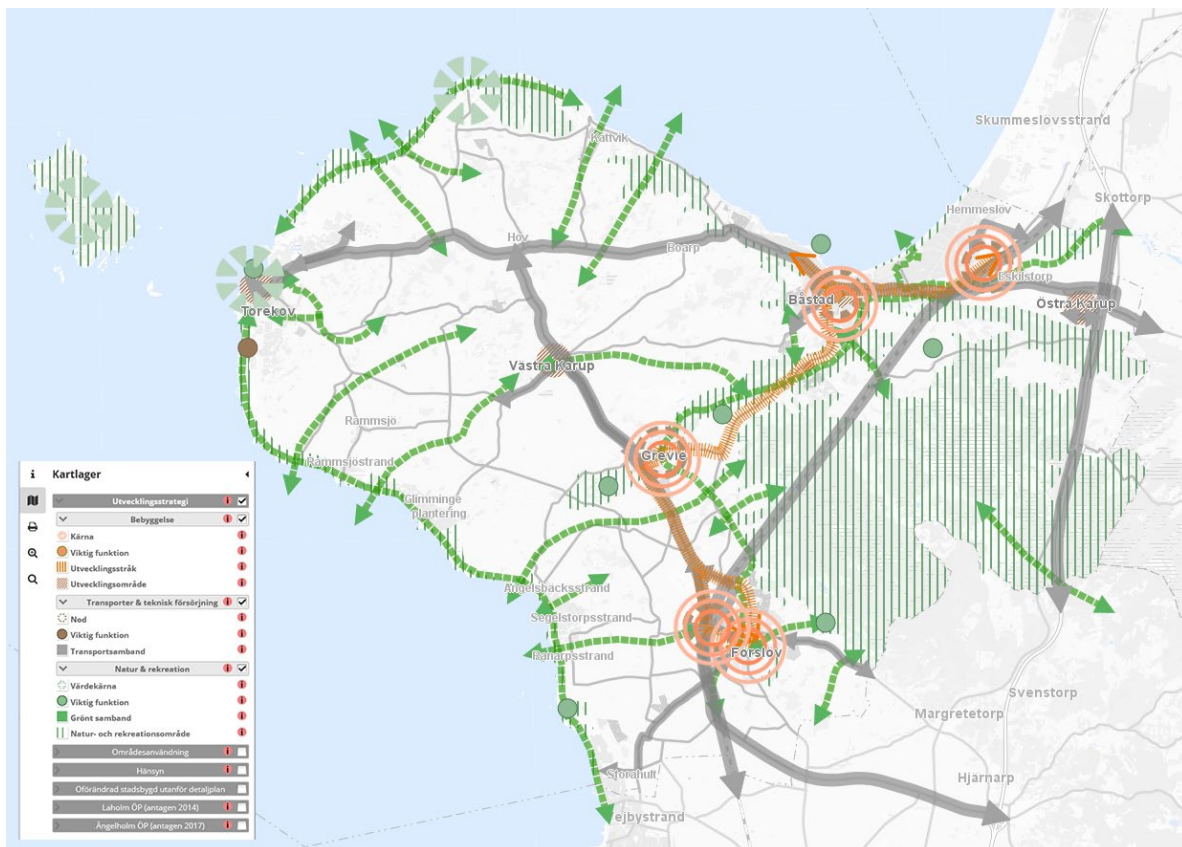 Skummeslövsstrand
Kattvik
Skottorp
Hemmeslöv
Hov
Boarp
Eskilstorp
Båstad
Östra Karup
Torekov
Västra Karup
Rammsjö
Grevie
Rammsjöstrand
Glimminge
plantering
i Kartlager
Utvecklingsstrategi i
Bebyggelse i
Kärna i
Viktig funktion i
Utvecklingsstråk i
Utvecklingsområde i
Transporter & teknisk försörjning i
Nod i
Viktig funktion i
Transportsamband i
Natur & rekreation i
Värdekärna i
Viktig funktion i
Grönt samband i
Natur- och rekreationsområde i
Områdesanvändning i
Hänsyn i
Oförändrad stadsbygd utanför detaljplan
Laholm ÖP (antagen 2014) i
Ängelholm ÖP (antagen 2017) i
Ängelsbäcksstrand
Segelstorpsstrand
Ranarpsstrand
Förslöv
Svenstorp
Margretetorp
Storahult
Hjärnarp
ejbystrand